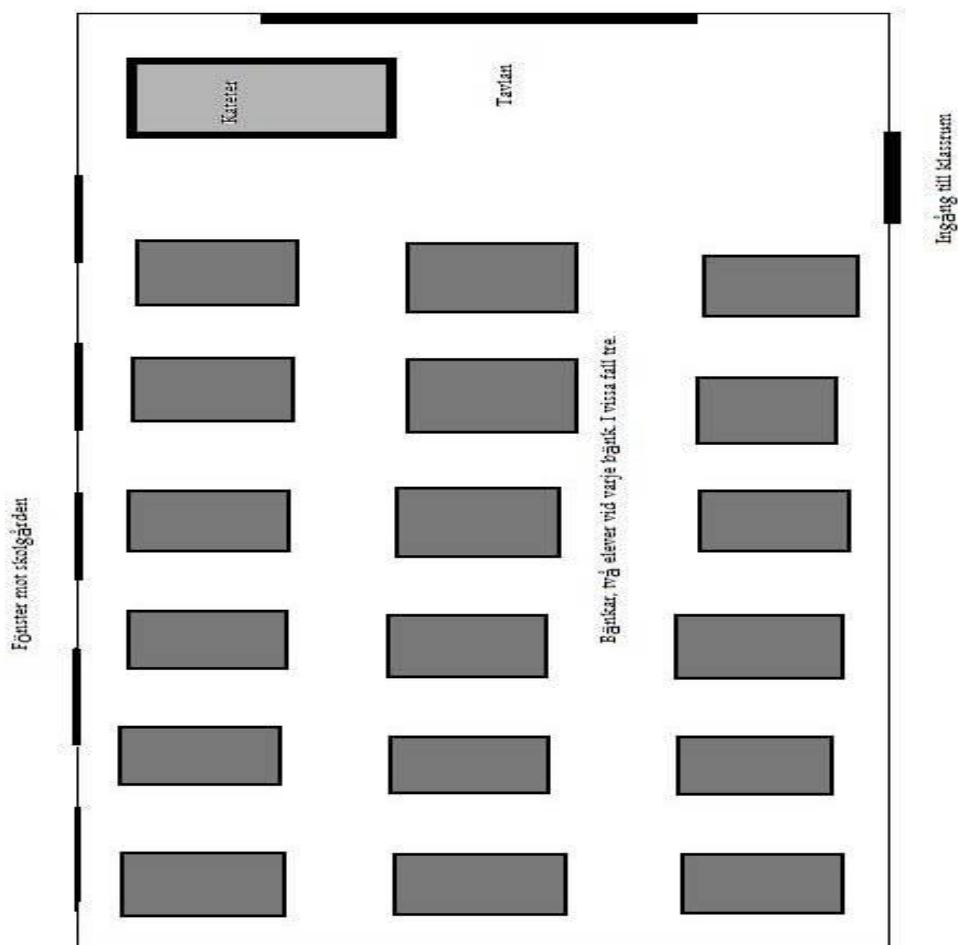 Kateter
Tavlan
Ingång till klassrum
Bänkar, två elever vid varje bänk. I vissa fall tre.
Fönster mot skolgården